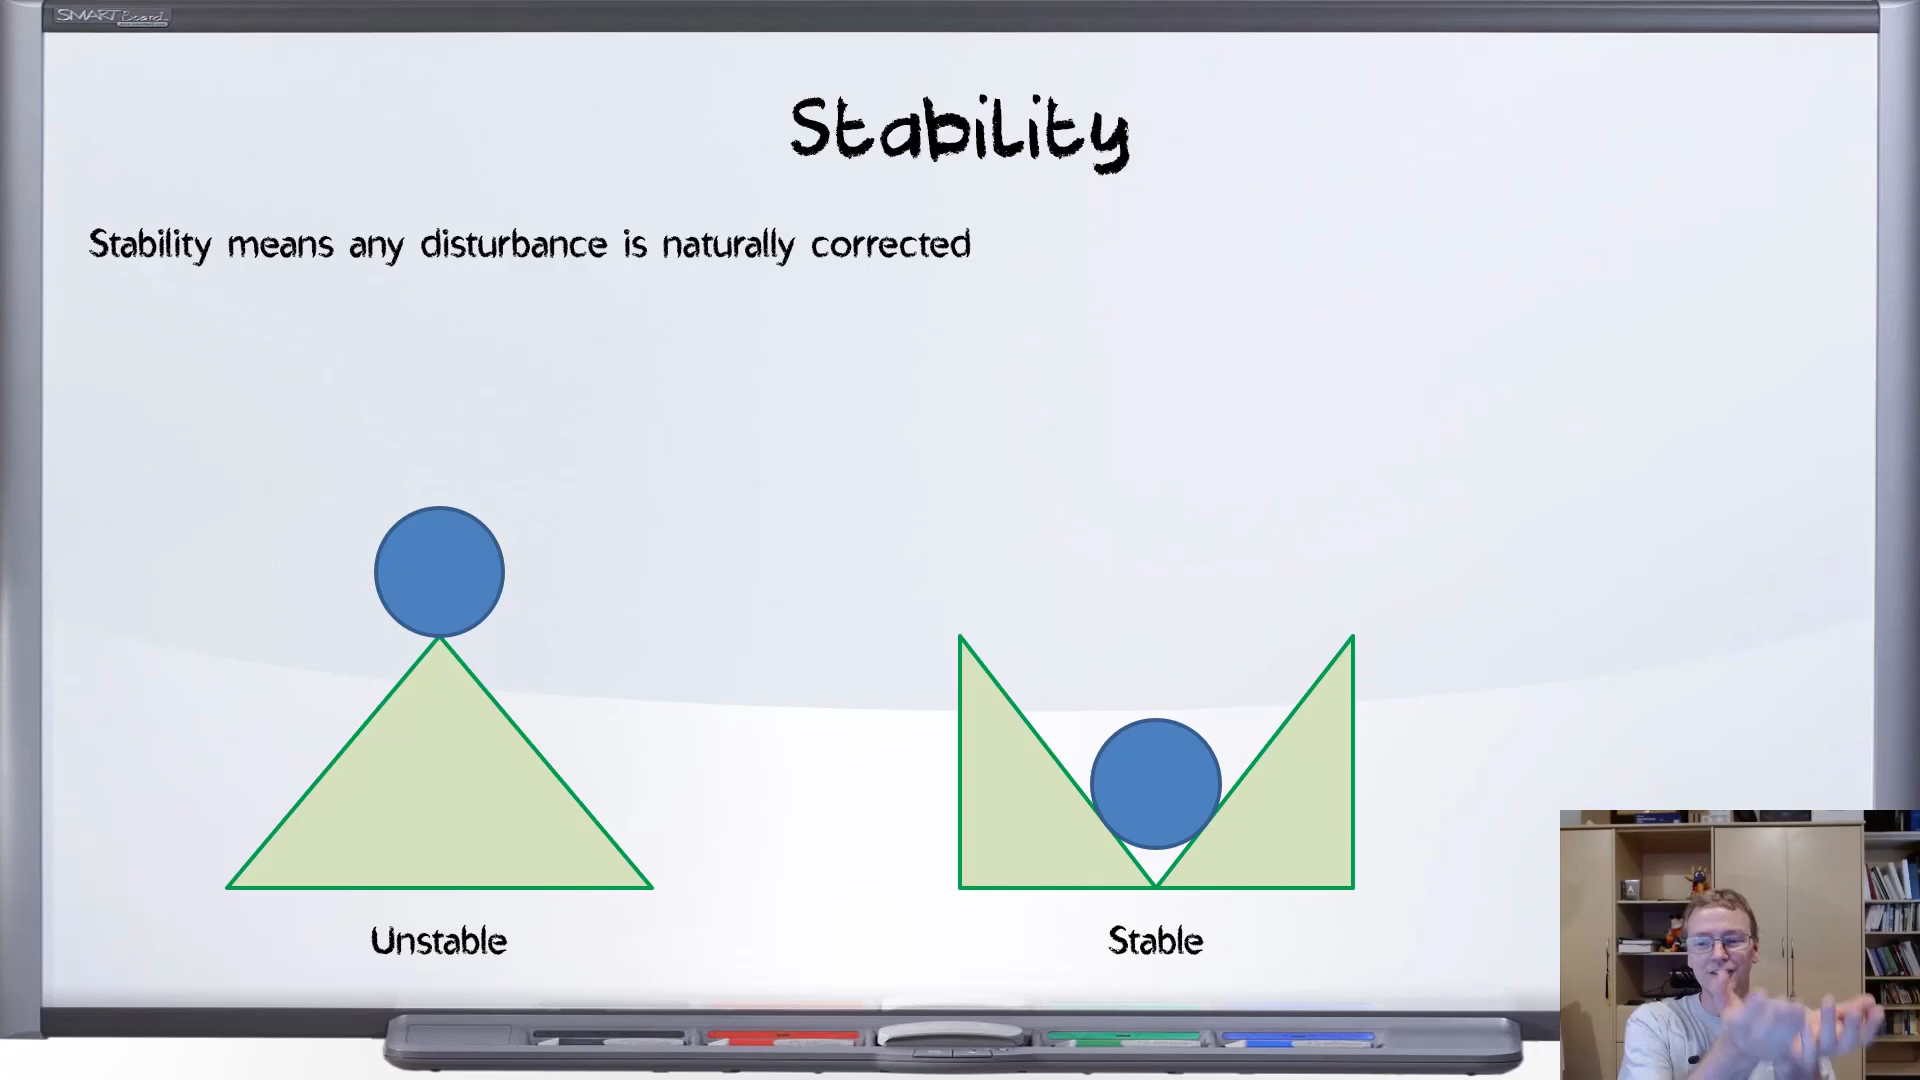 SMART Board
Stability
Stability means any disturbance is naturally corrected
Unstable
Stable